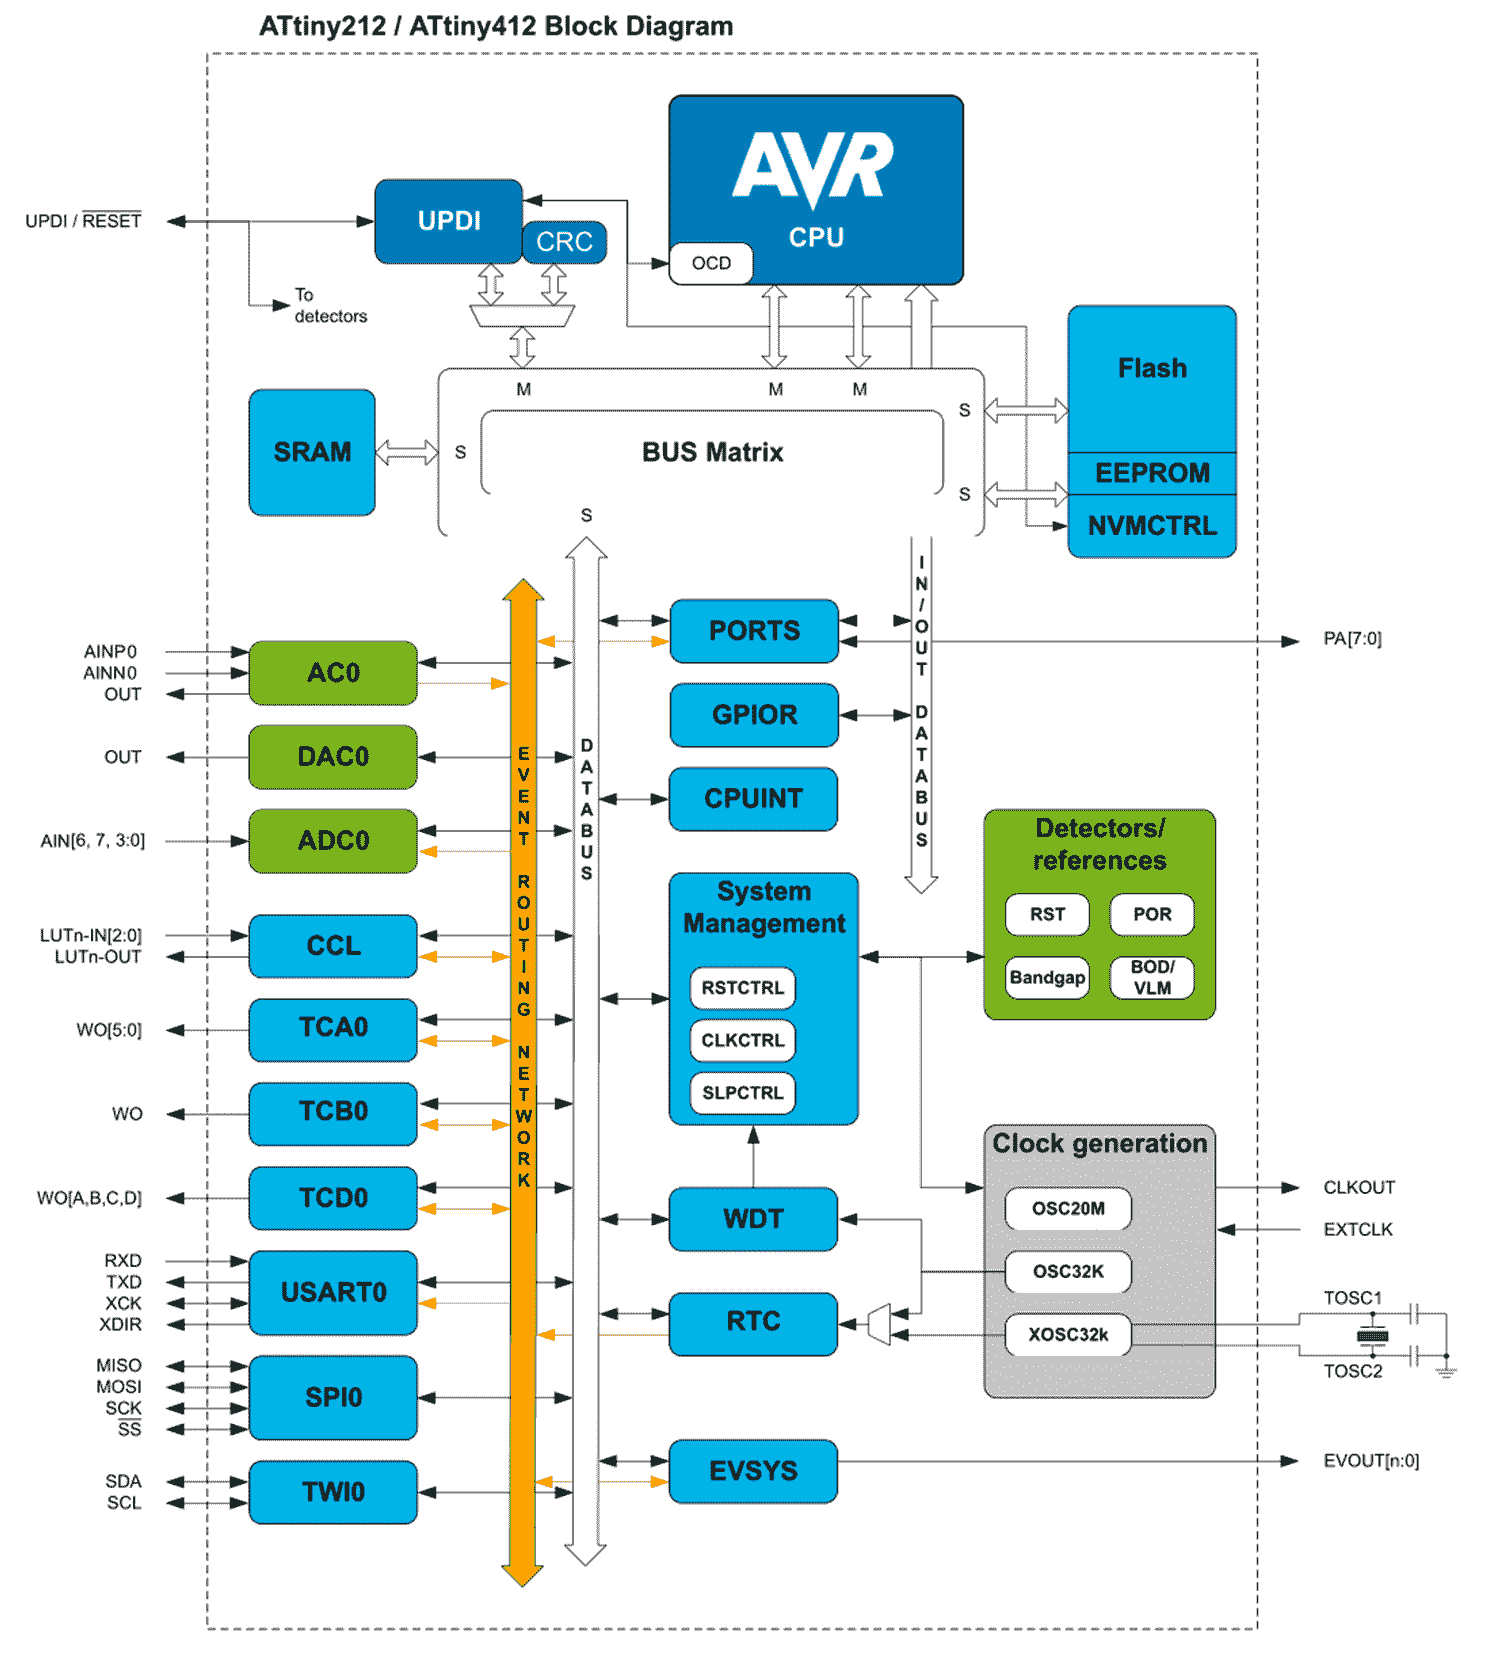 ATtiny212 / ATtiny412 Block Diagram
AVR
CPU
UPDI / RESET
UPDI
CRC
OCD
To
detectors
M
M
M
Flash
EEPROM
NVMCTRL
S
S
SRAM
S
BUS Matrix
S
IN/OUT DATABUS
DATABUS
EVENT ROUTING NETWORK
AINP0
AINN0
OUT
AC0
OUT
DAC0
AIN[6, 7, 3:0]
ADC0
LUTn-IN[2:0]
LUTn-OUT
CCL
WO[5:0]
TCA0
WO
TCB0
WO[A,B,C,D]
TCD0
RXD
TXD
XCK
XDIR
USART0
MISO
MOSI
SCK
SS
SPI0
SDA
SCL
TWI0
PORTS
PA[7:0]
GPIOR
CPUINT
System
Management
RSTCTRL
CLKCTRL
SLPCTRL
Detectors/
references
RST
POR
Bandgap
BOD/
VLM
WDT
RTC
EVSYS
Clock generation
OSC20M
OSC32K
XOSC32k
CLKOUT
EXTCLK
TOSC1
TOSC2
EVOUT[n:0]